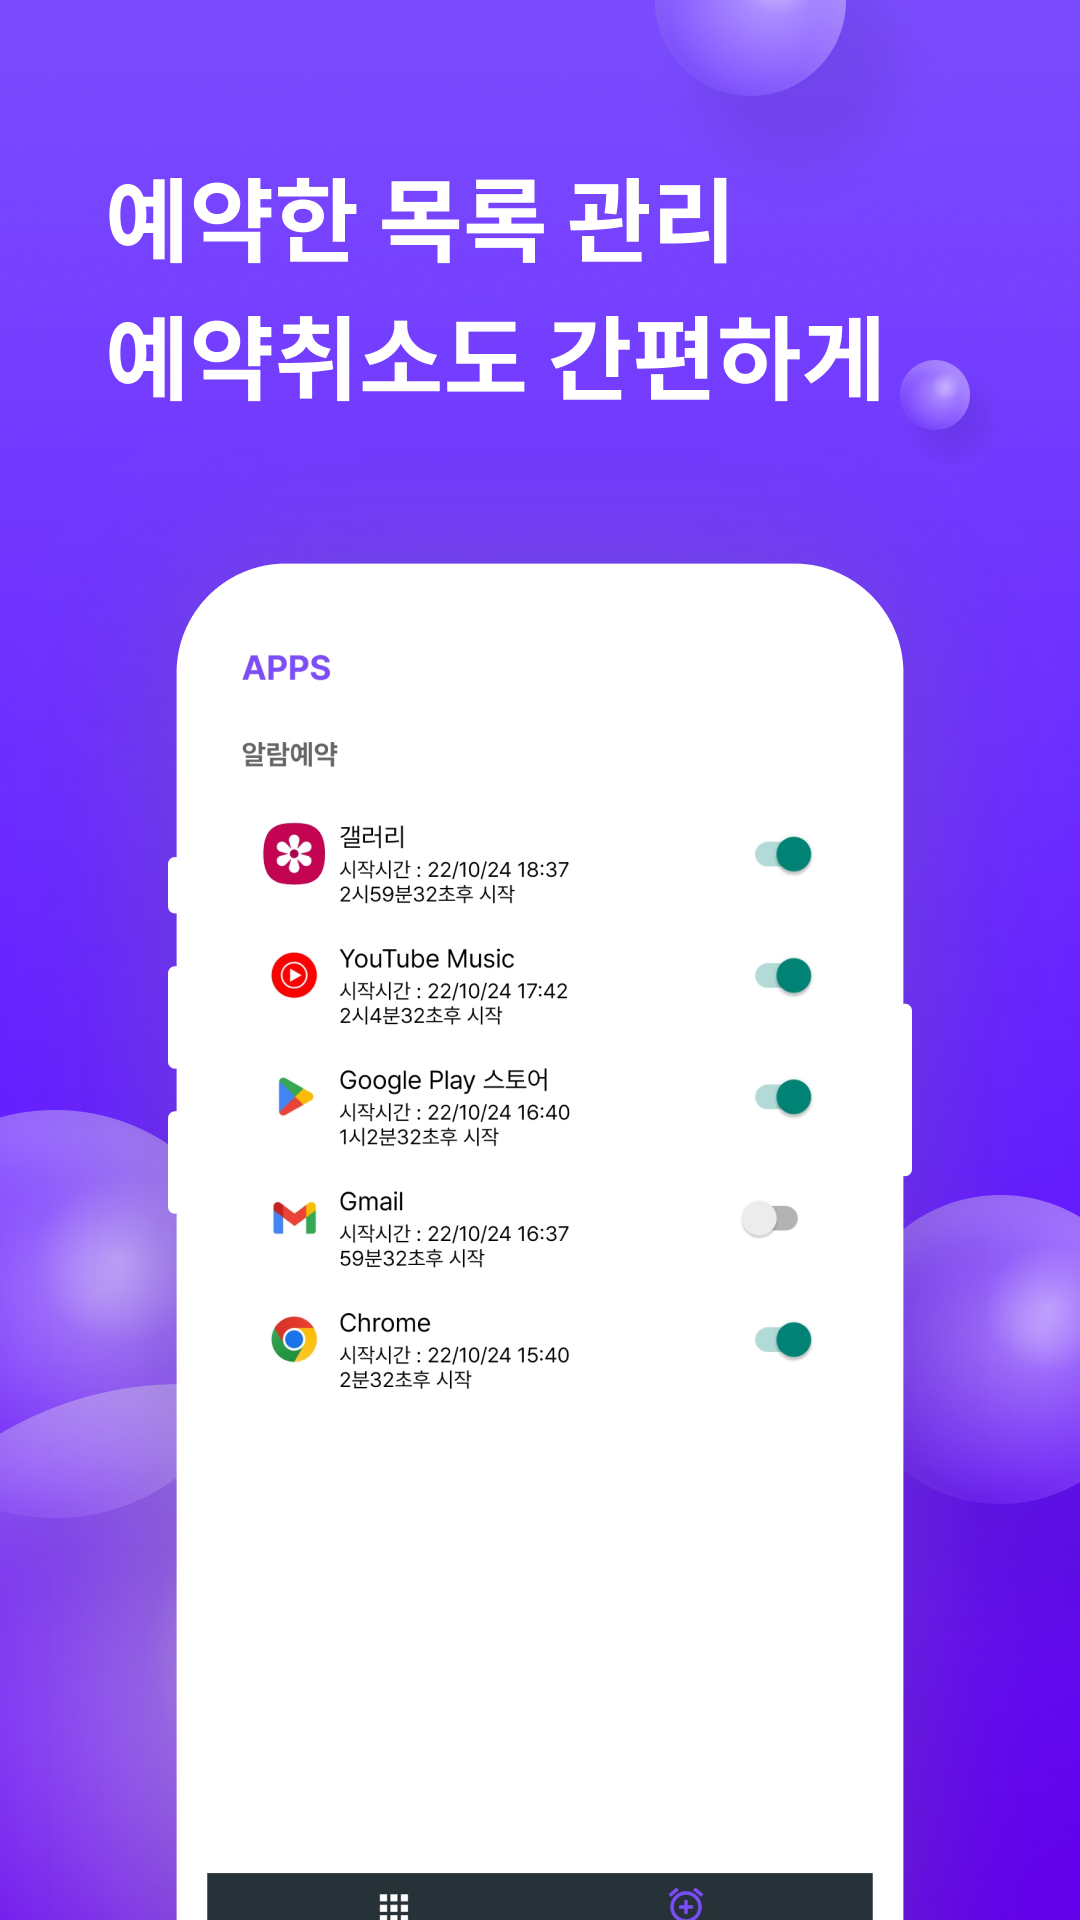 예약한 목록 관리
예약취소도 간편하게
APPS
알람예약
갤러리
시작시간 : 22/10/24 18:37
2시59분32초후 시작
YouTube Music
시작시간 : 22/10/24 17:42
2시4분32초후 시작
Google Play 스토어
시작시간 : 22/10/24 16:40
1시2분32초후 시작
Gmail
시작시간 : 22/10/24 16:37
59분32초후 시작
Chrome
시작시간 : 22/10/24 15:40
2분32초후 시작